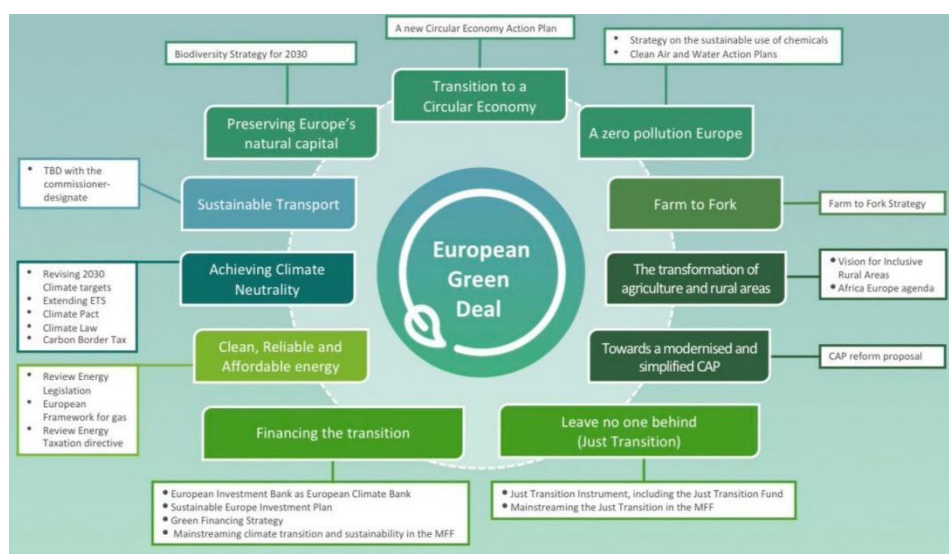 A new Circular Economy Action Plan
Biodiversity Strategy for 2030
• Strategy on the sustainable use of chemicals
• Clean Air and Water Action Plans
Transition to a
Circular Economy
Preserving Europe's
natural capital
A zero pollution Europe
• TBD with the
commissioner-
designate
Sustainable Transport
Farm to Fork
Farm to Fork Strategy
European
Green
Deal
• Revising 2030
Climate targets
• Extending ETS
• Climate Pact
• Climate Law
• Carbon Border Tax
Achieving Climate
Neutrality
The transformation of
agriculture and rural areas
• Vision for Inclusive
Rural Areas
• Africa Europe agenda
Clean, Reliable and
Affordable energy
Towards a modernised and
simplified CAP
CAP reform proposal
• Review Energy
Legislation
• European
Framework for gas
• Review Energy
Taxation directive
Financing the transition
Leave no one behind
(Just Transition)
• European Investment Bank as European Climate Bank
• Sustainable Europe Investment Plan
• Green Financing Strategy
• Mainstreaming climate transition and sustainability in the MFF
• Just Transition Instrument, including the Just Transition Fund
• Mainstreaming the Just Transition in the MFF